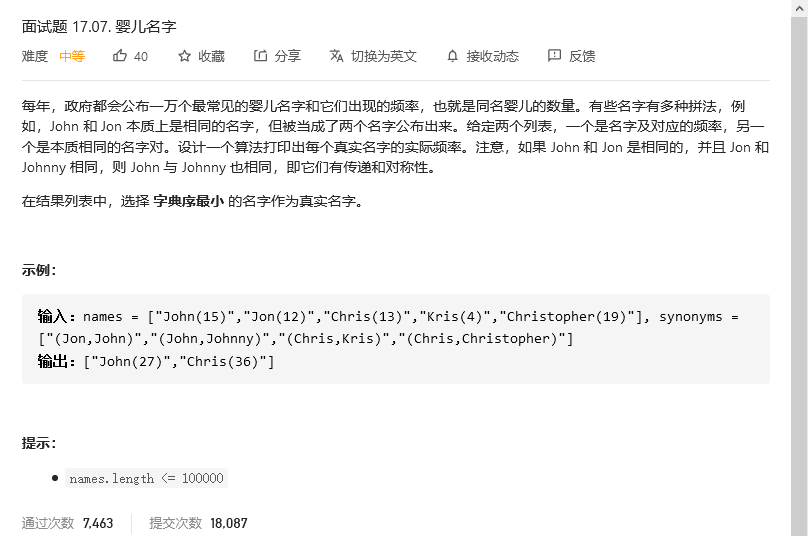 面试题 17.07. 婴儿名字
难度 中等 40 收藏 分享 切换为英文 接收动态 反馈
每年，政府都会公布一万个最常见的婴儿名字和它们出现的频率，也就是同名婴儿的数量。有些名字有多种拼法，例
如，John 和 Jon 本质上是相同的名字，但被当成了两个名字公布出来。给定两个列表，一个是名字及对应的频率，另一
个是本质相同的名字对。设计一个算法打印出每个真实名字的实际频率。注意，如果 John 和 Jon 是相同的，并且 Jon 和
Johnny 相同，则 John 与 Johnny 也相同，即它们有传递和对称性。
在结果列表中，选择 字典序最小 的名字作为真实名字。
示例：
输入：names = ["John(15)","Jon(12)","Chris(13)","Kris(4)","Christopher(19)"], synonyms =
["(Jon,John)","(John,Johnny)","(Chris,Kris)","(Chris,Christopher)"]
输出：["John(27)","Chris(36)"]
提示：
names.length <= 100000
通过次数 7,463 提交次数 18,087